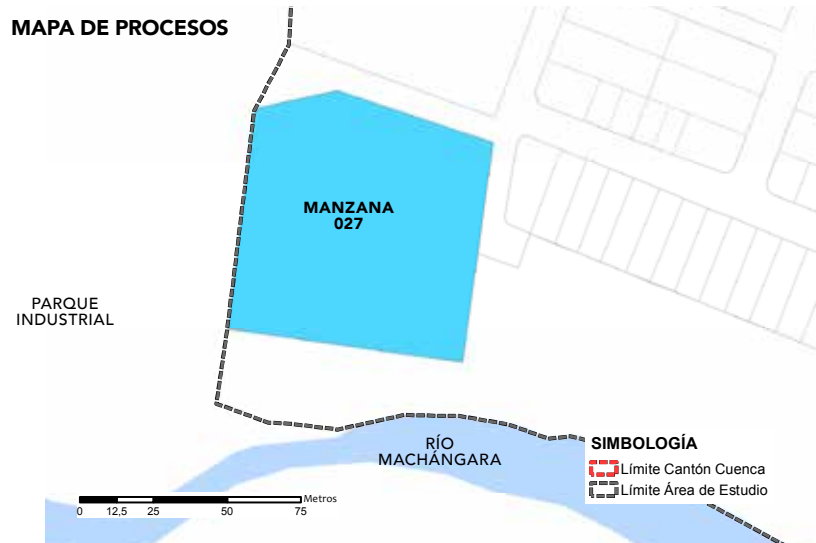 MAPA DE PROCESOS
MANZANA
027
PARQUE
INDUSTRIAL
RÍO
MACHÁNGARA
SIMBOLOGÍA
Límite Cantón Cuenca
Límite Área de Estudio
Metros
0 12,5 25 50 75